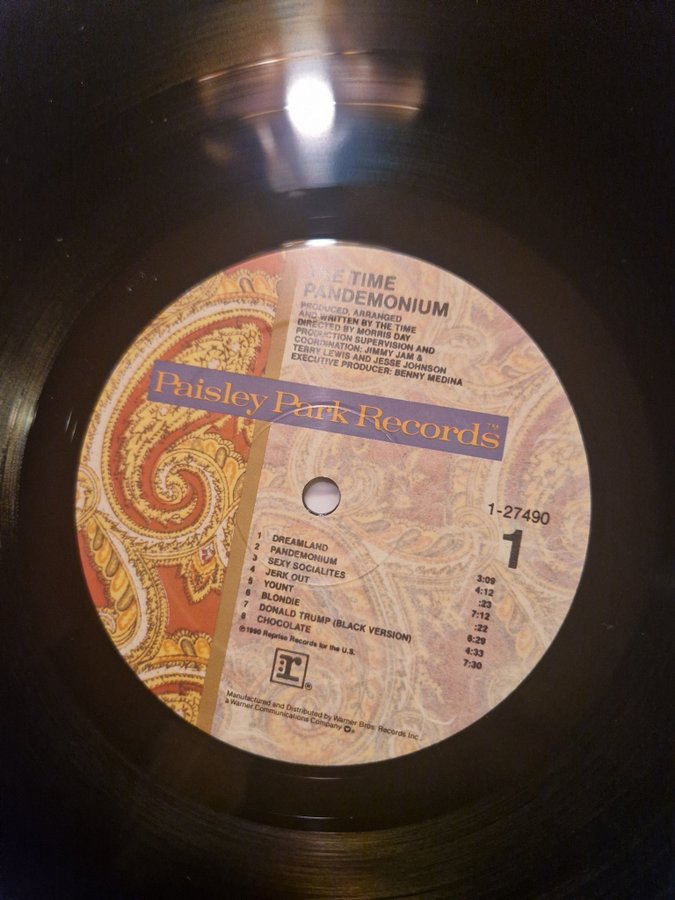 THE TIME
PANDEMONIUM
PRODUCED, ARRANGED
AND WRITTEN BY THE TIME
DIRECTED BY MORRIS DAY
PRODUCTION SUPERVISION AND
COORDINATION: JIMMY JAM &
TERRY LEWIS AND JESSE JOHNSON
EXECUTIVE PRODUCER: BENNY MEDINA
Paisley Park Records™
1-27490
1
1 DREAMLAND 3:09
2 PANDEMONIUM 4:12
3 SEXY SOCIALITES :23
4 JERK OUT 7:12
5 YOUNT :22
6 BLONDIE 6:29
7 DONALD TRUMP (BLACK VERSION) 4:33
8 CHOCOLATE 7:30
℗1990 Reprise Records for the U.S.
:r®
Manufactured and Distributed by Warner Bros. Records Inc.,
a Warner Communications Company ®.